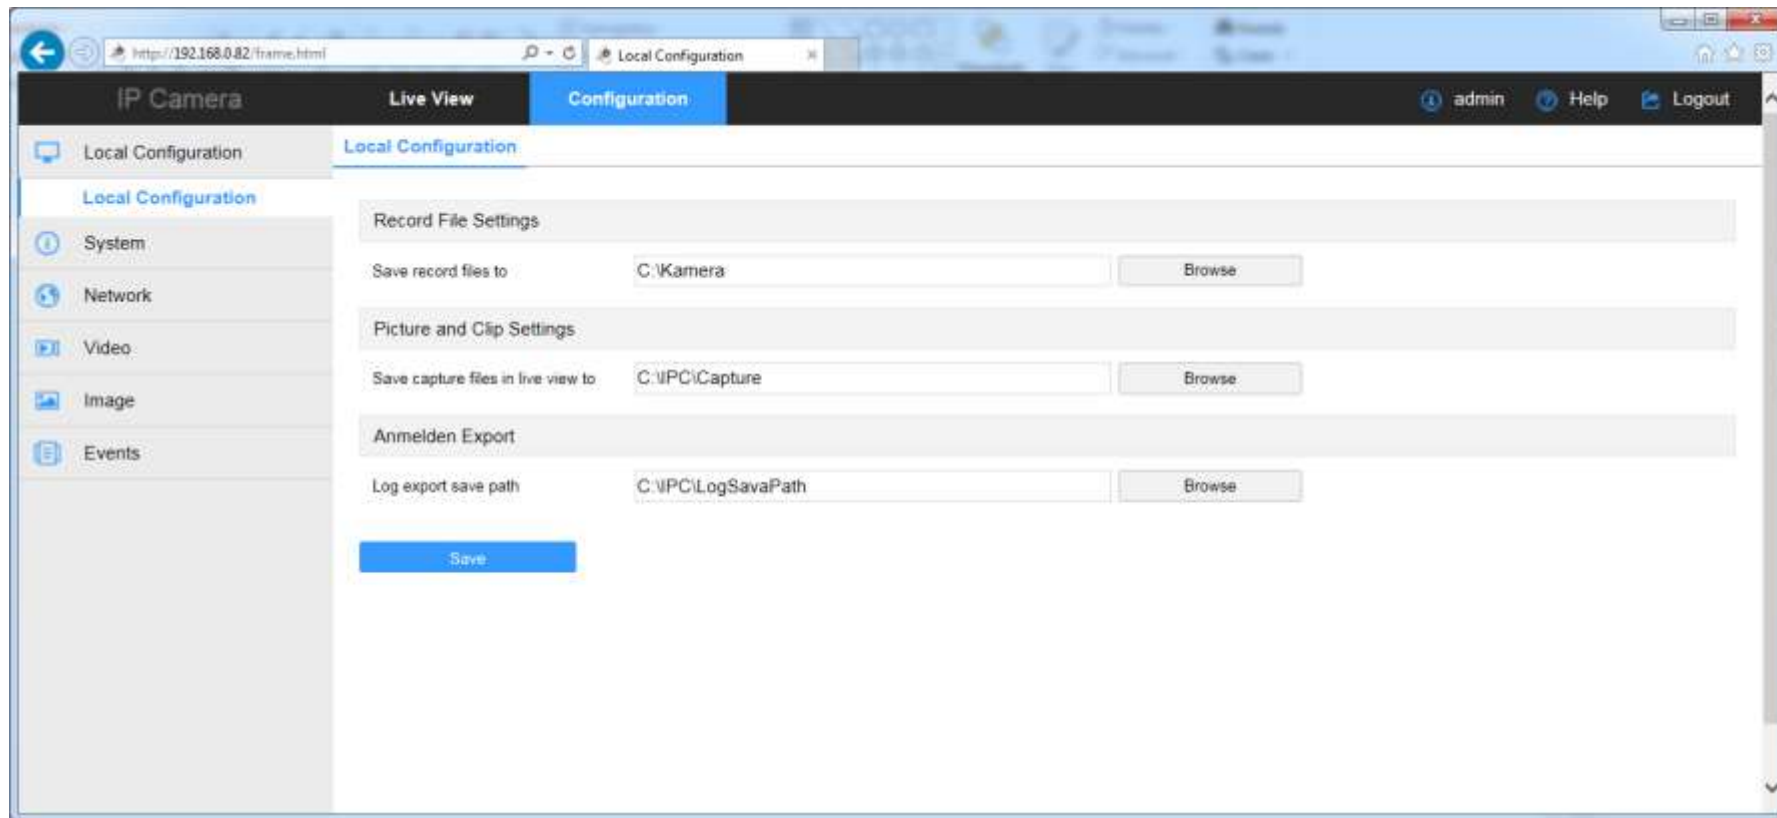 http://192.168.0.82/frame.html
Local Configuration
IP Camera
Live View
Configuration
admin
Help
Logout
Local Configuration
Local Configuration
System
Network
Video
Image
Events
Local Configuration
Record File Settings
Save record files to C:\Kamera Browse
Picture and Clip Settings
Save capture files in live view to C:\IPC\Capture Browse
Anmelden Export
Log export save path C:\IPC\LogSavaPath Browse
Save